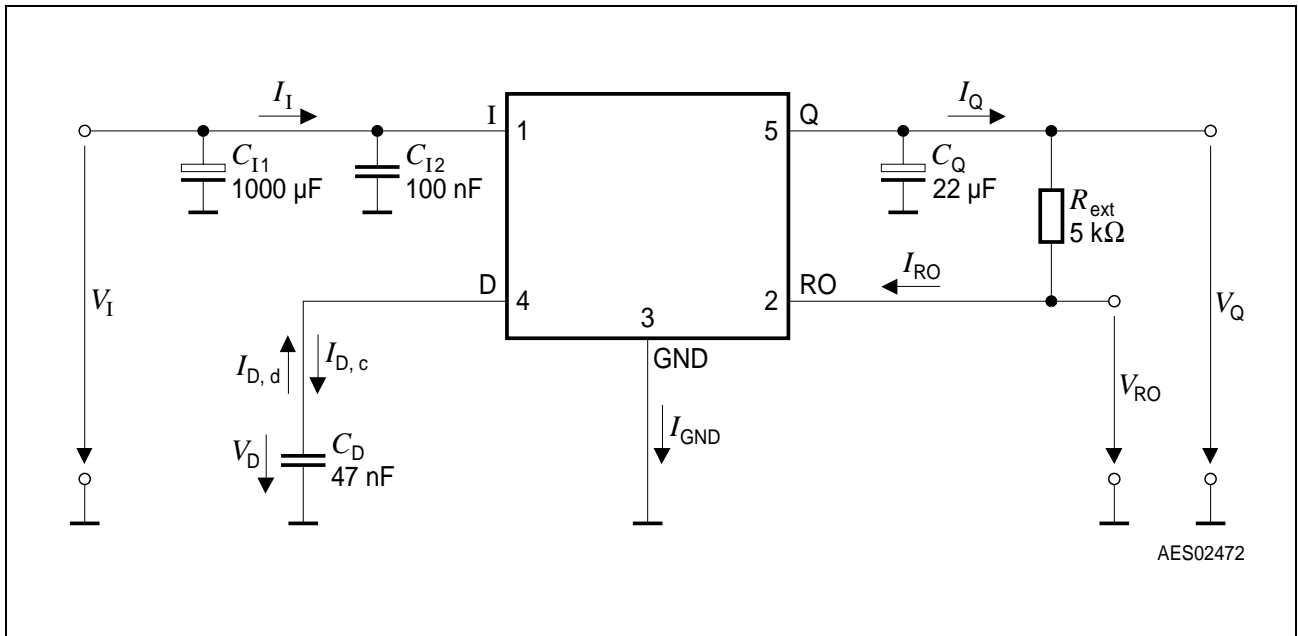 I_I
I
1
C_I1
1000 µF
C_I2
100 nF
Q
5
I_Q
C_Q
22 µF
R_ext
5 kΩ
I_RO
D
4
RO
2
3
GND
V_I
V_Q
I_D, d
I_D, c
V_RO
V_D
C_D
47 nF
I_GND
AES02472